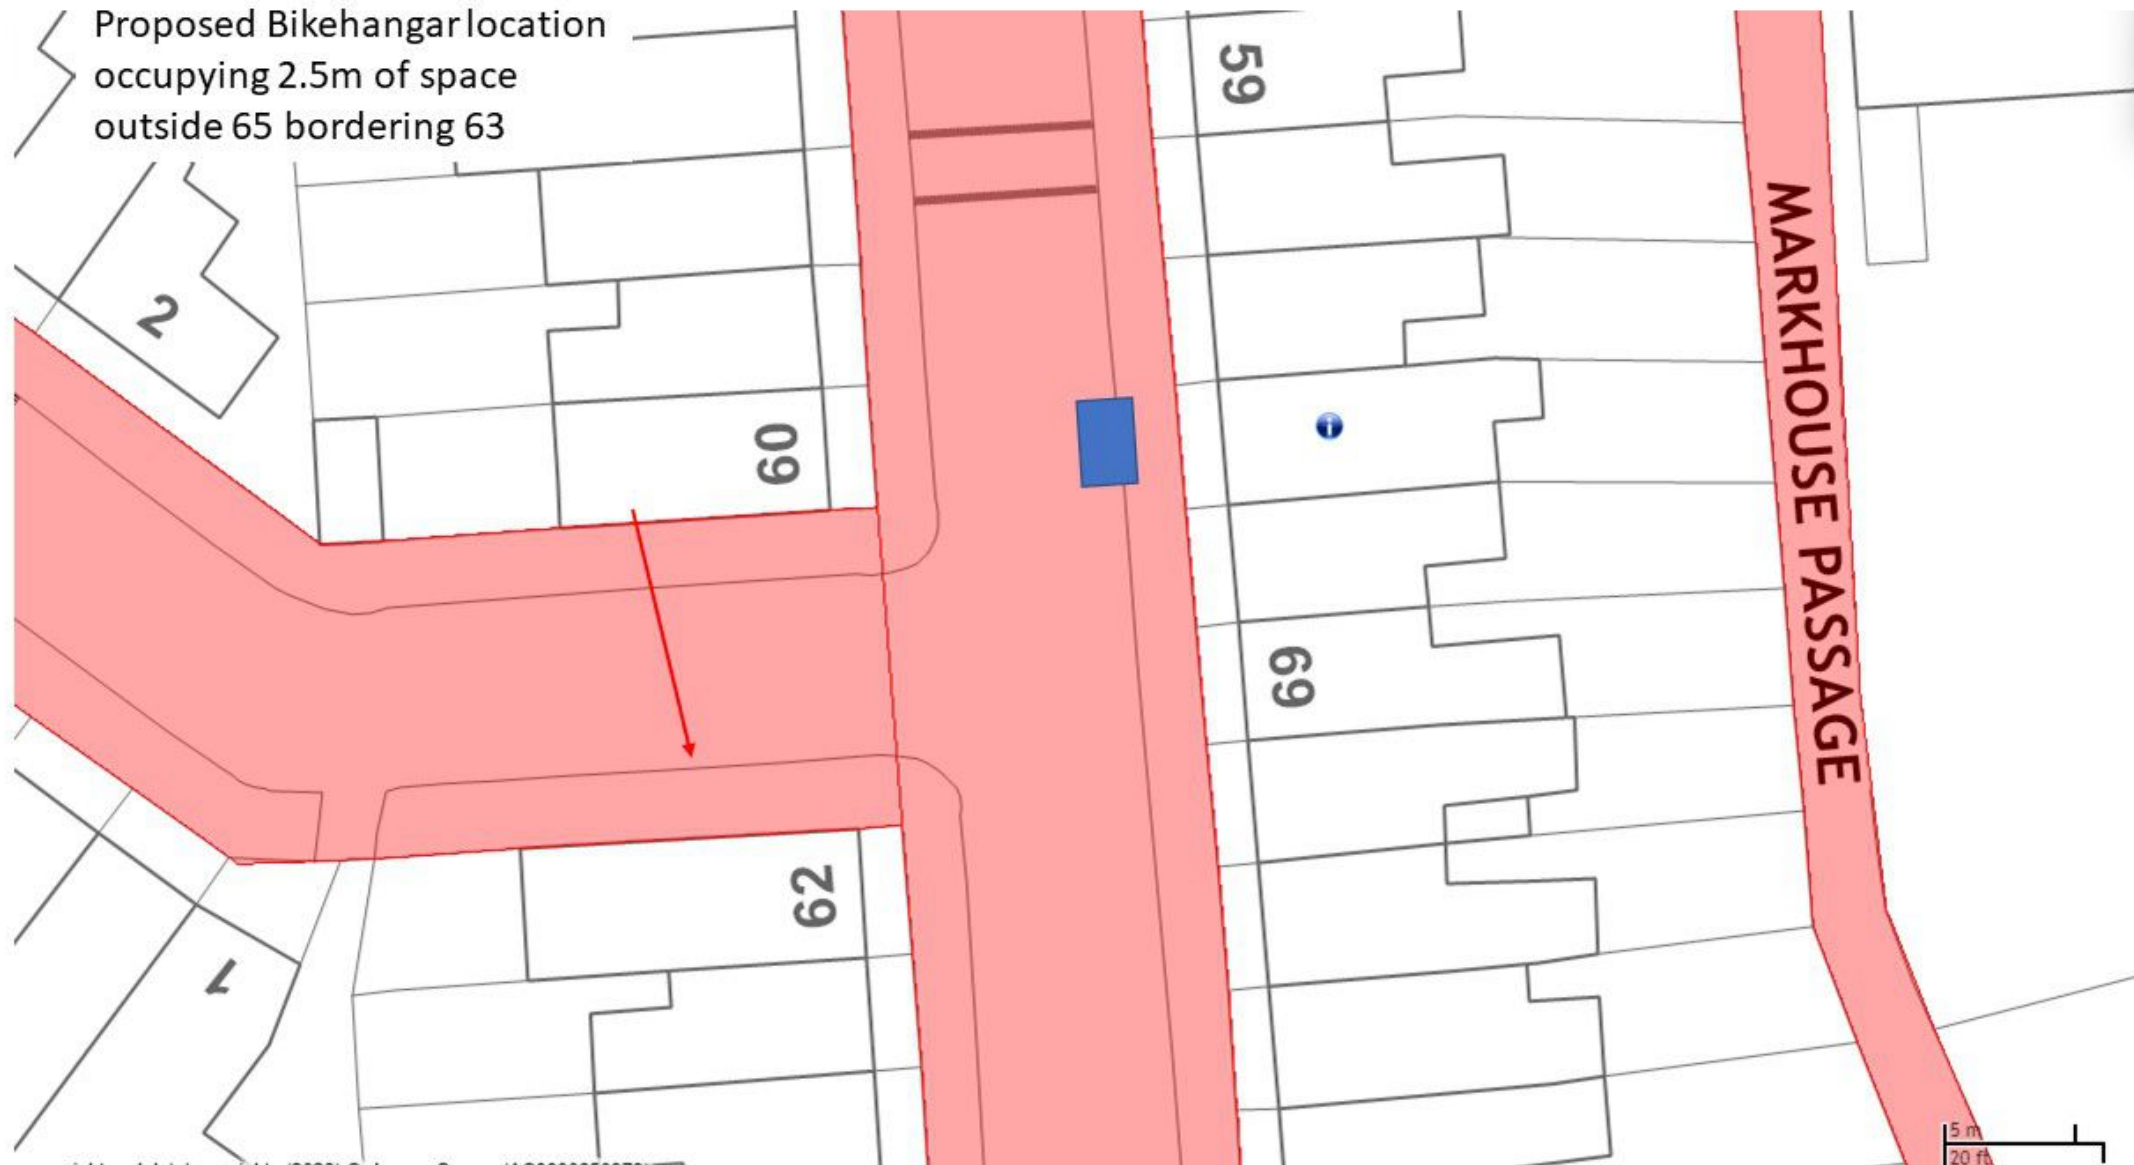 Proposed Bikehangar location
occupying 2.5m of space
outside 65 bordering 63
59
2
MARKHOUSE PASSAGE
60
69
62
1
5 m
20 ft